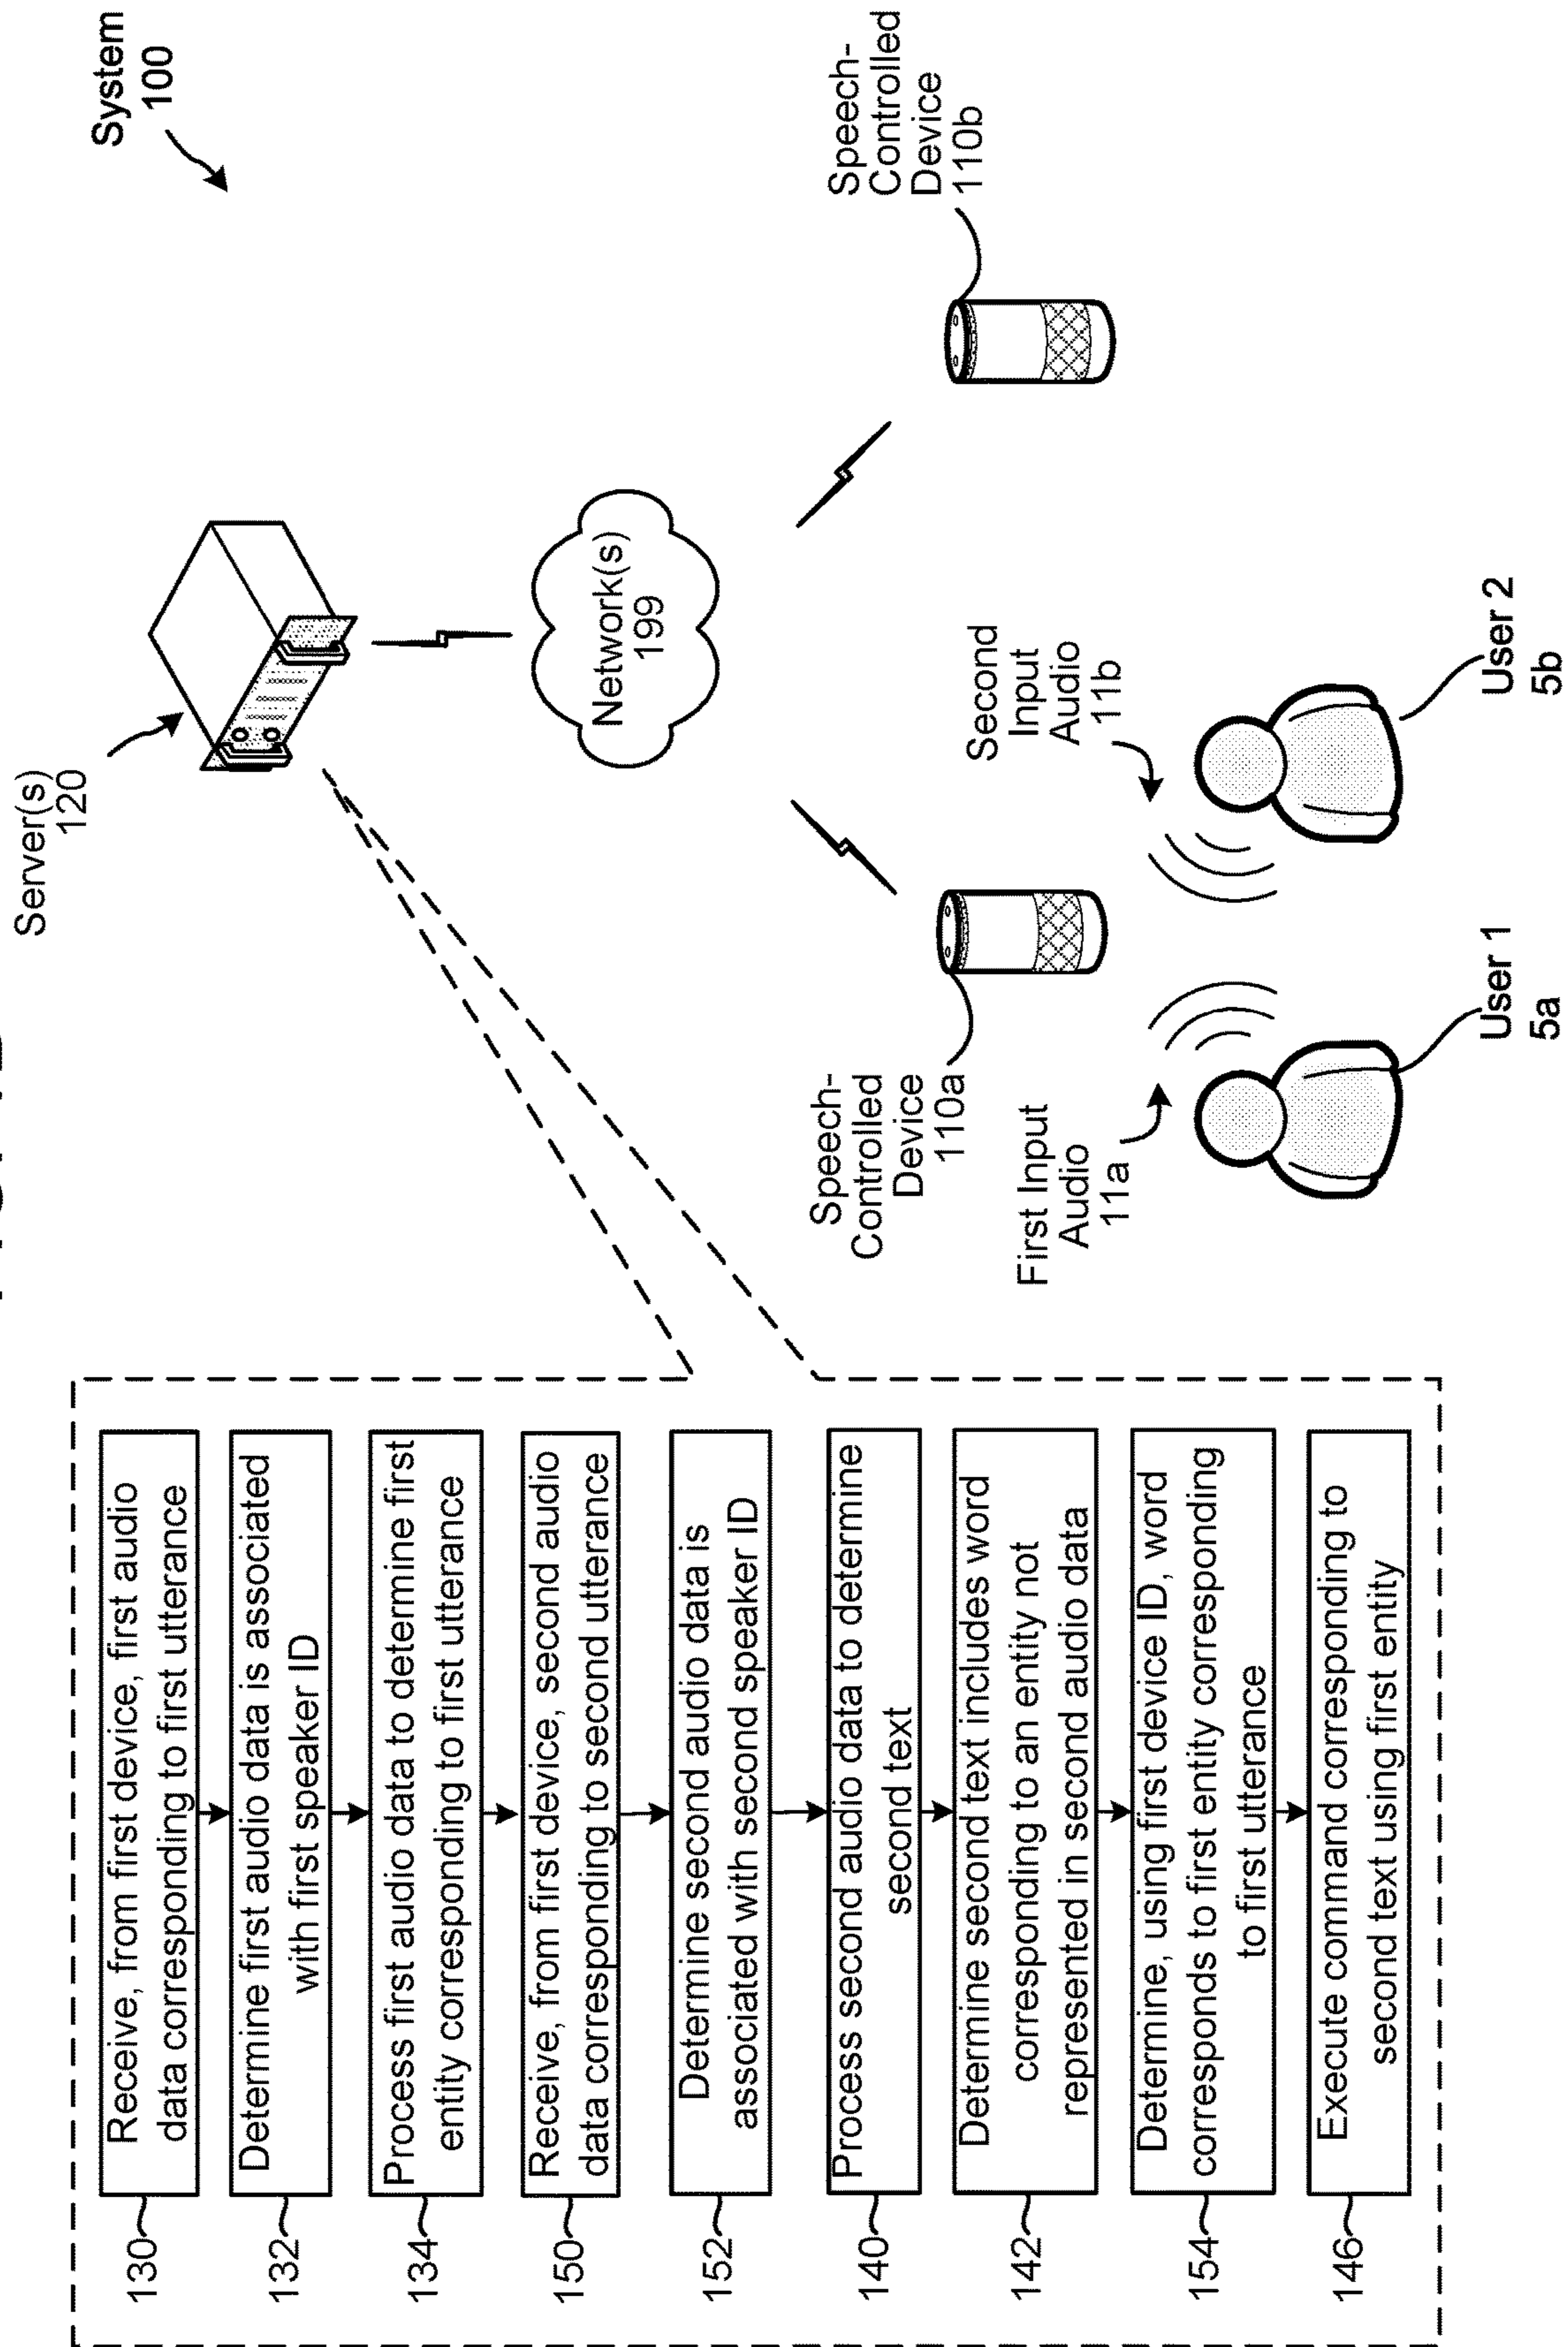 System
100
Server(s)
120
Network(s)
199
Speech-
Controlled
Device
110a
Speech-
Controlled
Device
110b
First Input
Audio
11a
Second
Input
Audio
11b
User 1
5a
User 2
5b
130
Receive, from first device, first audio
data corresponding to first utterance
132
Determine first audio data is associated
with first speaker ID
134
Process first audio data to determine first
entity corresponding to first utterance
150
Receive, from first device, second audio
data corresponding to second utterance
152
Determine second audio data is
associated with second speaker ID
140
Process second audio data to determine
second text
142
Determine second text includes word
corresponding to an entity not
represented in second audio data
154
Determine, using first device ID, word
corresponds to first entity corresponding
to first utterance
146
Execute command corresponding to
second text using first entity